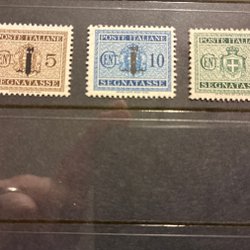 POSTE ITALIANE
CENT 5
SEGNATASSE
POSTE ITALIANE
CENT 10
SEGNATASSE
POSTE ITALIANE
CENT
SEGNATASSE